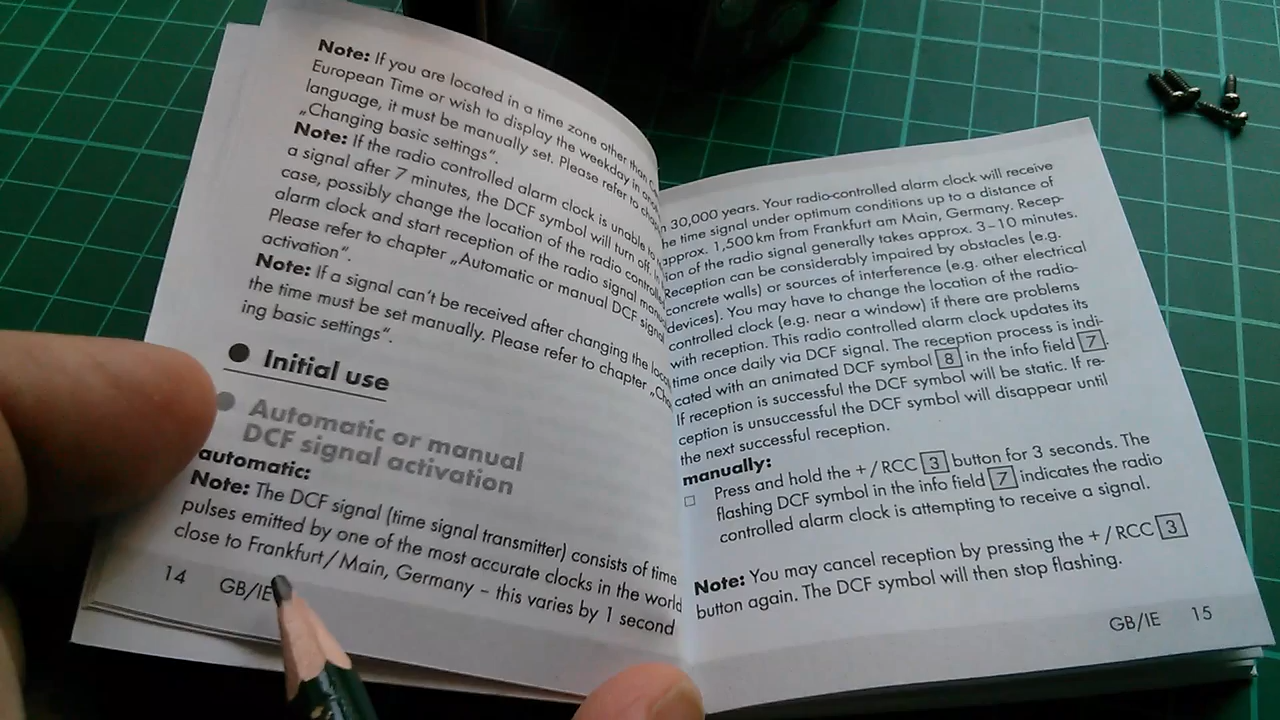 Note: If you are located in a time zone other than
European Time or wish to display the weekday in
language, it must be manually set. Please refer to
„Changing basic settings“.
Note: If the radio controlled alarm clock is unable to
a signal after 7 minutes, the DCF symbol will turn off.
case, possibly change the location of the radio
alarm clock and start reception of the radio signal
Please refer to chapter „Automatic or manual DCF signal
activation“.
Note: If a signal can't be received after changing the
the time must be set manually. Please refer to chapter
ing basic settings“.
● Initial use
● Automatic or manual
DCF signal activation
automatic:
Note: The DCF signal (time signal transmitter) consists of time
pulses emitted by one of the most accurate clocks in the world
close to Frankfurt/Main, Germany – this varies by 1 second
14 GB/IE
30,000 years. Your radio-controlled alarm clock will receive
time signal under optimum conditions up to a distance of
approx. 1,500 km from Frankfurt am Main, Germany. Recep-
tion of the radio signal generally takes approx. 3–10 minutes.
Reception can be considerably impaired by obstacles (e.g.
concrete walls) or sources of interference (e.g. other electrical
devices). You may have to change the location of the radio-
controlled clock (e.g. near a window) if there are problems
with reception. This radio controlled alarm clock updates its
time once daily via DCF signal. The reception process is indi-
cated with an animated DCF symbol 8 in the info field 7.
If reception is successful the DCF symbol will be static. If re-
ception is unsuccessful the DCF symbol will disappear until
the next successful reception.
manually:
□ Press and hold the + / RCC 3 button for 3 seconds. The
flashing DCF symbol in the info field 7 indicates the radio
controlled alarm clock is attempting to receive a signal.
Note: You may cancel reception by pressing the + / RCC 3
button again. The DCF symbol will then stop flashing.
GB/IE 15